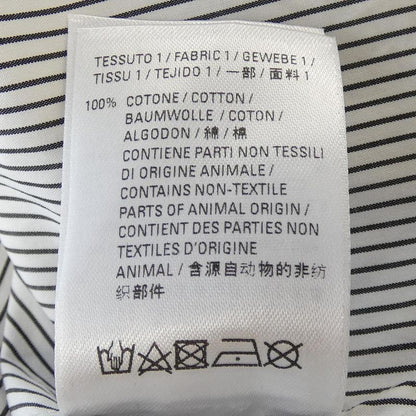 TESSUTO 1 / FABRIC 1 / GEWEBE 1 /
TISSU 1 / TEJIDO 1 / 一部 / 面料 1
100% COTONE / COTTON /
BAUMWOLLE / COTON /
ALGODON / 綿 / 棉
CONTIENE PARTI NON TESSILI
DI ORIGINE ANIMALE /
CONTAINS NON-TEXTILE
PARTS OF ANIMAL ORIGIN /
CONTIENT DES PARTIES NON
TEXTILES D'ORIGINE
ANIMAL / 含源自动物的非纺
织部件